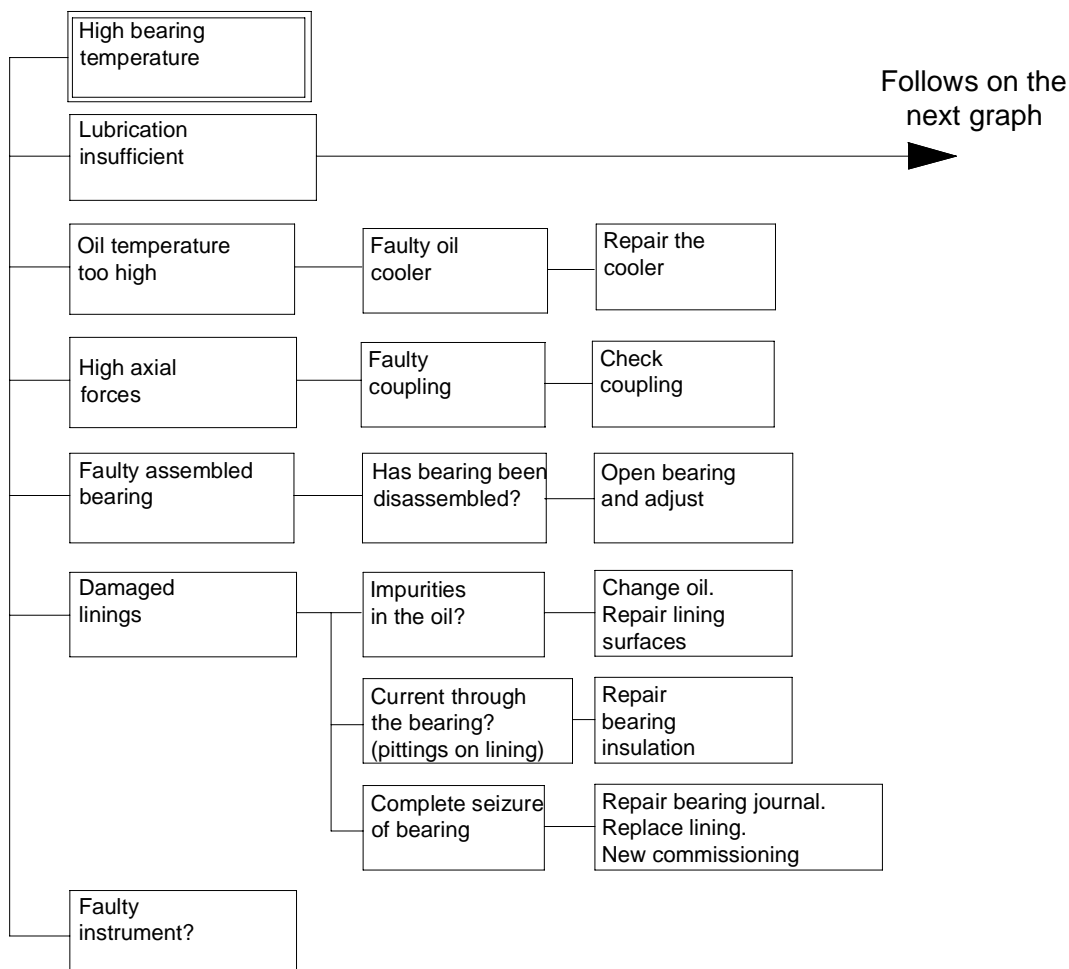 High bearing
temperature
Follows on the
next graph
Lubrication
insufficient
Oil temperature
too high
Faulty oil
cooler
Repair the
cooler
High axial
forces
Faulty
coupling
Check
coupling
Faulty assembled
bearing
Has bearing been
disassembled?
Open bearing
and adjust
Damaged
linings
Impurities
in the oil?
Change oil.
Repair lining
surfaces
Current through
the bearing?
(pittings on lining)
Repair
bearing
insulation
Complete seizure
of bearing
Repair bearing journal.
Replace lining.
New commissioning
Faulty
instrument?